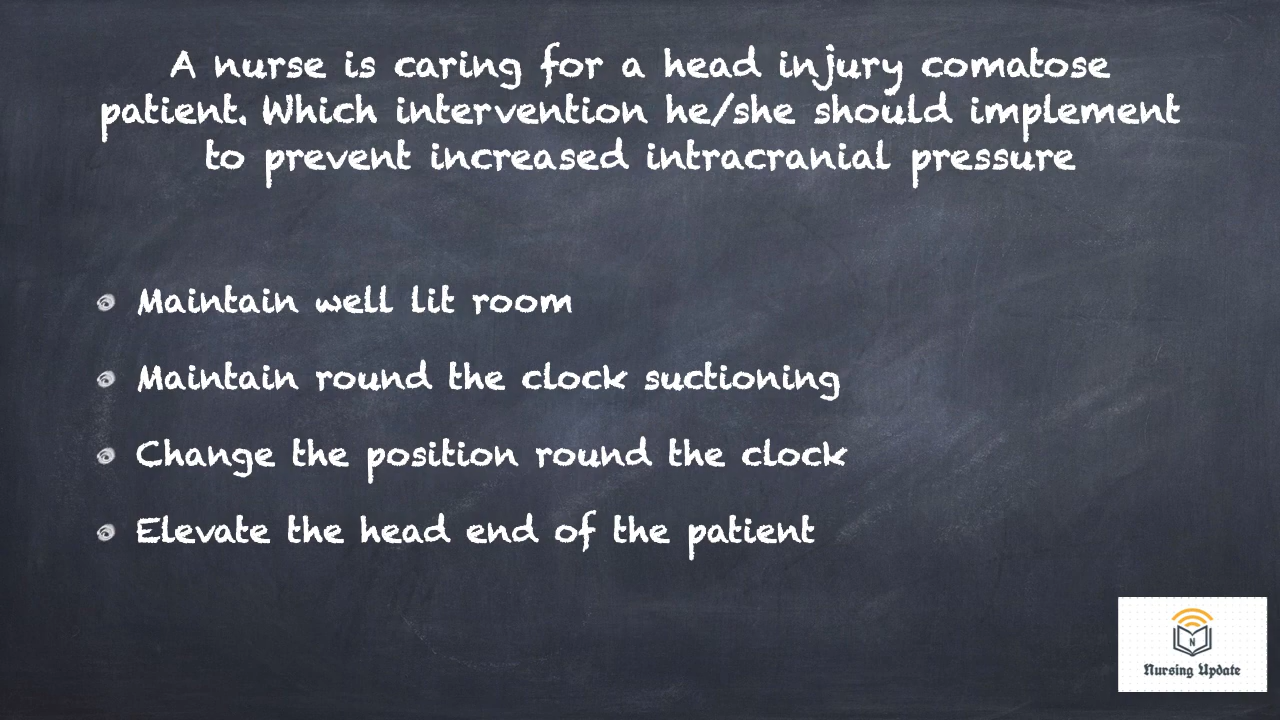 A nurse is caring for a head injury comatose
patient. Which intervention he/she should implement
to prevent increased intracranial pressure
Maintain well lit room
Maintain round the clock suctioning
Change the position round the clock
Elevate the head end of the patient
N
Nursing Update